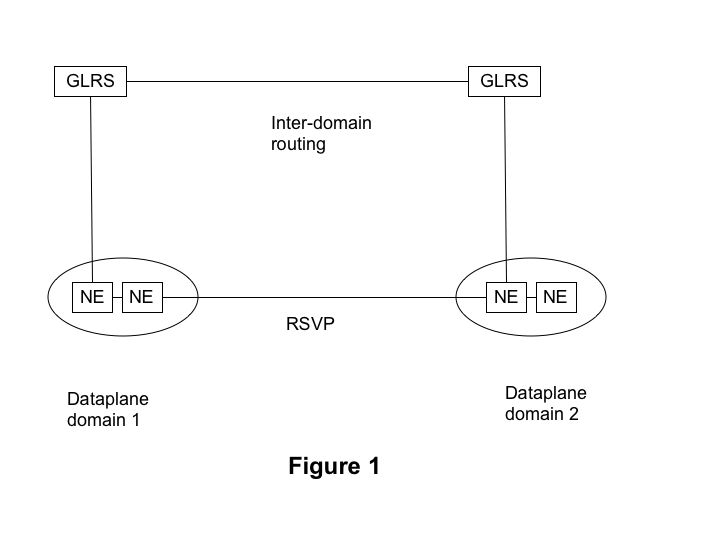 GLRS
GLRS
Inter-domain
routing
NE
NE
NE
NE
RSVP
Dataplane
domain 1
Dataplane
domain 2
Figure 1